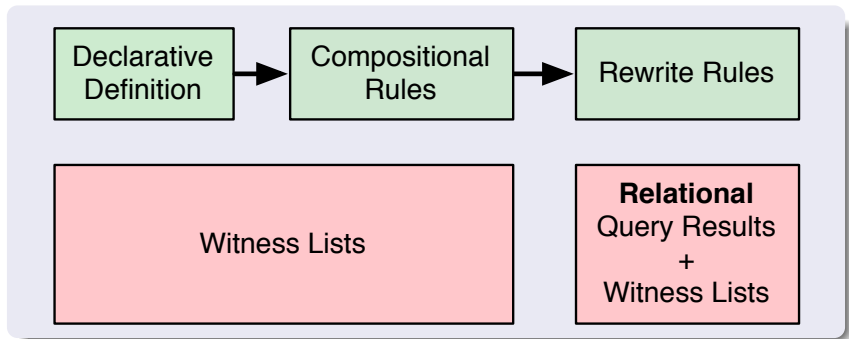 Declarative
Definition
Compositional
Rules
Rewrite Rules
Witness Lists
Relational
Query Results
+
Witness Lists